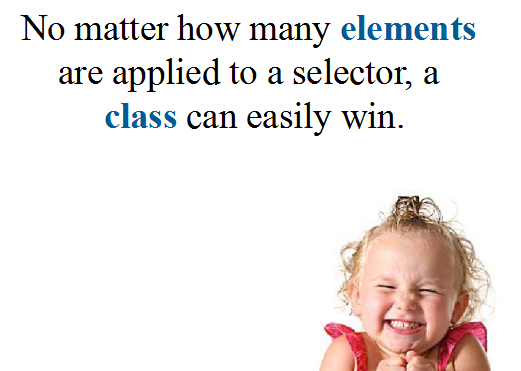 No matter how many elements
are applied to a selector, a
class can easily win.